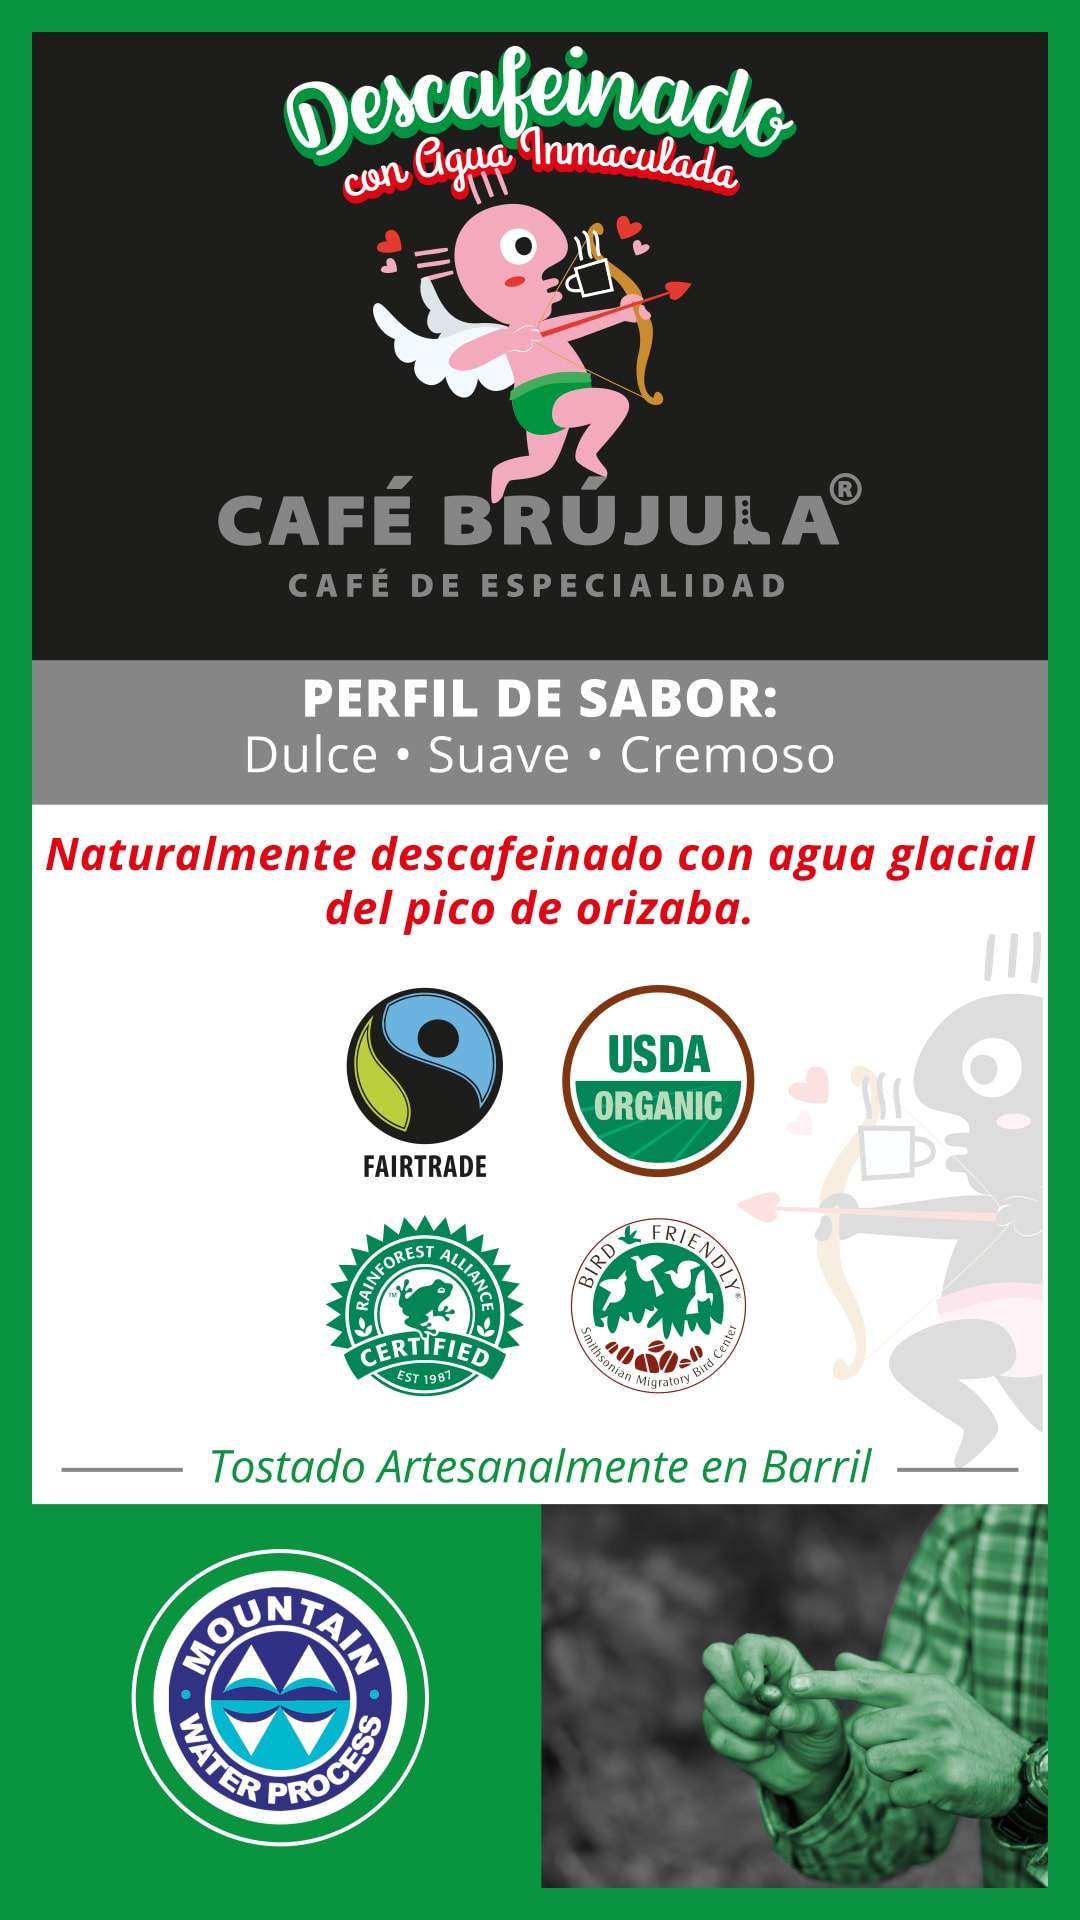 Descafeinado
con Agua Inmaculada
CAFÉ BRÚJULA®
CAFÉ DE ESPECIALIDAD
PERFIL DE SABOR:
Dulce • Suave • Cremoso
Naturalmente descafeinado con agua glacial
del pico de orizaba.
FAIRTRADE
USDA
ORGANIC
RAINFOREST ALLIANCE
TM
CERTIFIED
EST 1987
BIRD FRIENDLY®
Smithsonian Migratory Bird Center
Tostado Artesanalmente en Barril
MOUNTAIN
WATER PROCESS